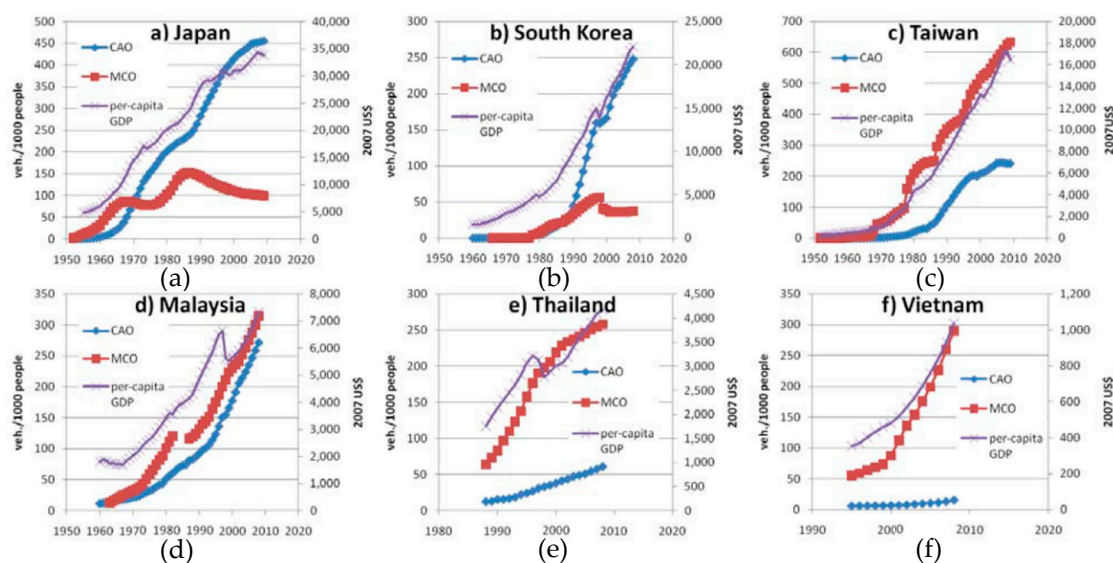 a) Japan
veh./1000 people
500
450
400
350
300
250
200
150
100
50
0
CAO
MCO
per-capita
GDP
40,000
35,000
30,000
25,000
20,000
15,000
10,000
5,000
0
2007 US$
1950 1960 1970 1980 1990 2000 2010 2020
(a)
b) South Korea
veh./1000 people
300
250
200
150
100
50
0
CAO
MCO
per-capita
GDP
25,000
20,000
15,000
10,000
5,000
0
2007 US$
1950 1960 1970 1980 1990 2000 2010 2020
(b)
c) Taiwan
veh./1000 people
700
600
500
400
300
200
100
0
CAO
MCO
per-capita
GDP
20,000
18,000
16,000
14,000
12,000
10,000
8,000
6,000
4,000
2,000
0
2007US$
1950 1960 1970 1980 1990 2000 2010 2020
(c)
d) Malaysia
veh./1000 people
350
300
250
200
150
100
50
0
CAO
MCO
per-capita
GDP
8,000
7,000
6,000
5,000
4,000
3,000
2,000
1,000
0
2007 US$
1950 1960 1970 1980 1990 2000 2010 2020
(d)
e) Thailand
veh./1000 people
300
250
200
150
100
50
0
CAO
MCO
per-capita
GDP
4,500
4,000
3,500
3,000
2,500
2,000
1,500
1,000
500
0
2007 US$
1980 1990 2000 2010 2020
(e)
f) Vietnam
veh./1000 people
350
300
250
200
150
100
50
0
CAO
MCO
per-capita
GDP
1,200
1,000
800
600
400
200
0
2007 US$
1990 2000 2010 2020
(f)